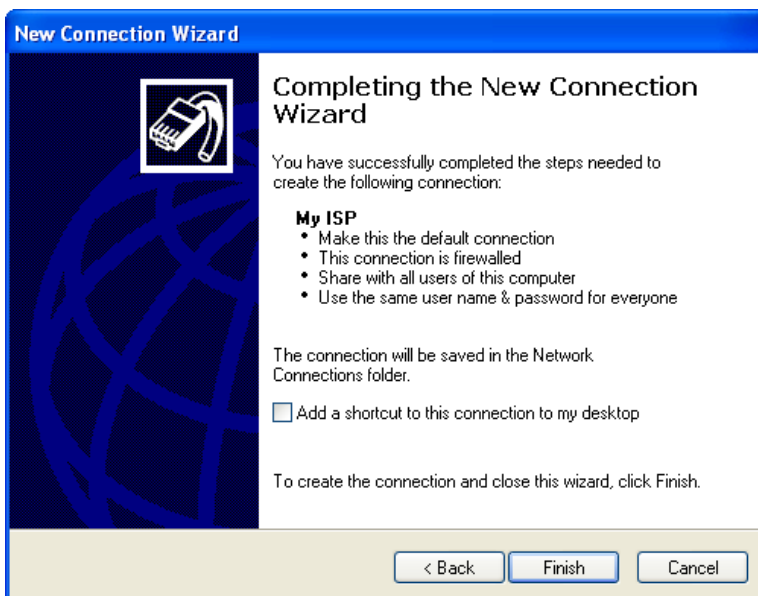 New Connection Wizard
Completing the New Connection
Wizard
You have successfully completed the steps needed to
create the following connection:
My ISP
• Make this the default connection
• This connection is firewalled
• Share with all users of this computer
• Use the same user name & password for everyone
The connection will be saved in the Network
Connections folder.
Add a shortcut to this connection to my desktop
To create the connection and close this wizard, click Finish.
< Back Finish Cancel